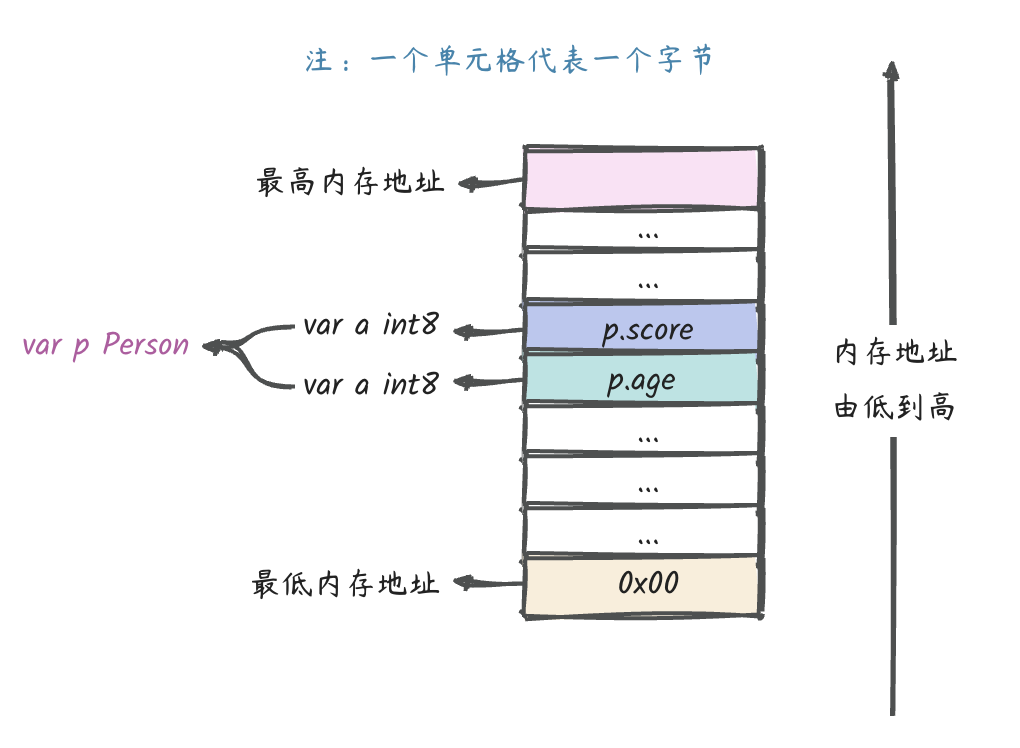 注：一个单元格代表一个字节
最高内存地址
...
...
var a int8
p.score
var p Person
var a int8
p.age
内存地址
由低到高
...
...
...
最低内存地址
0x00